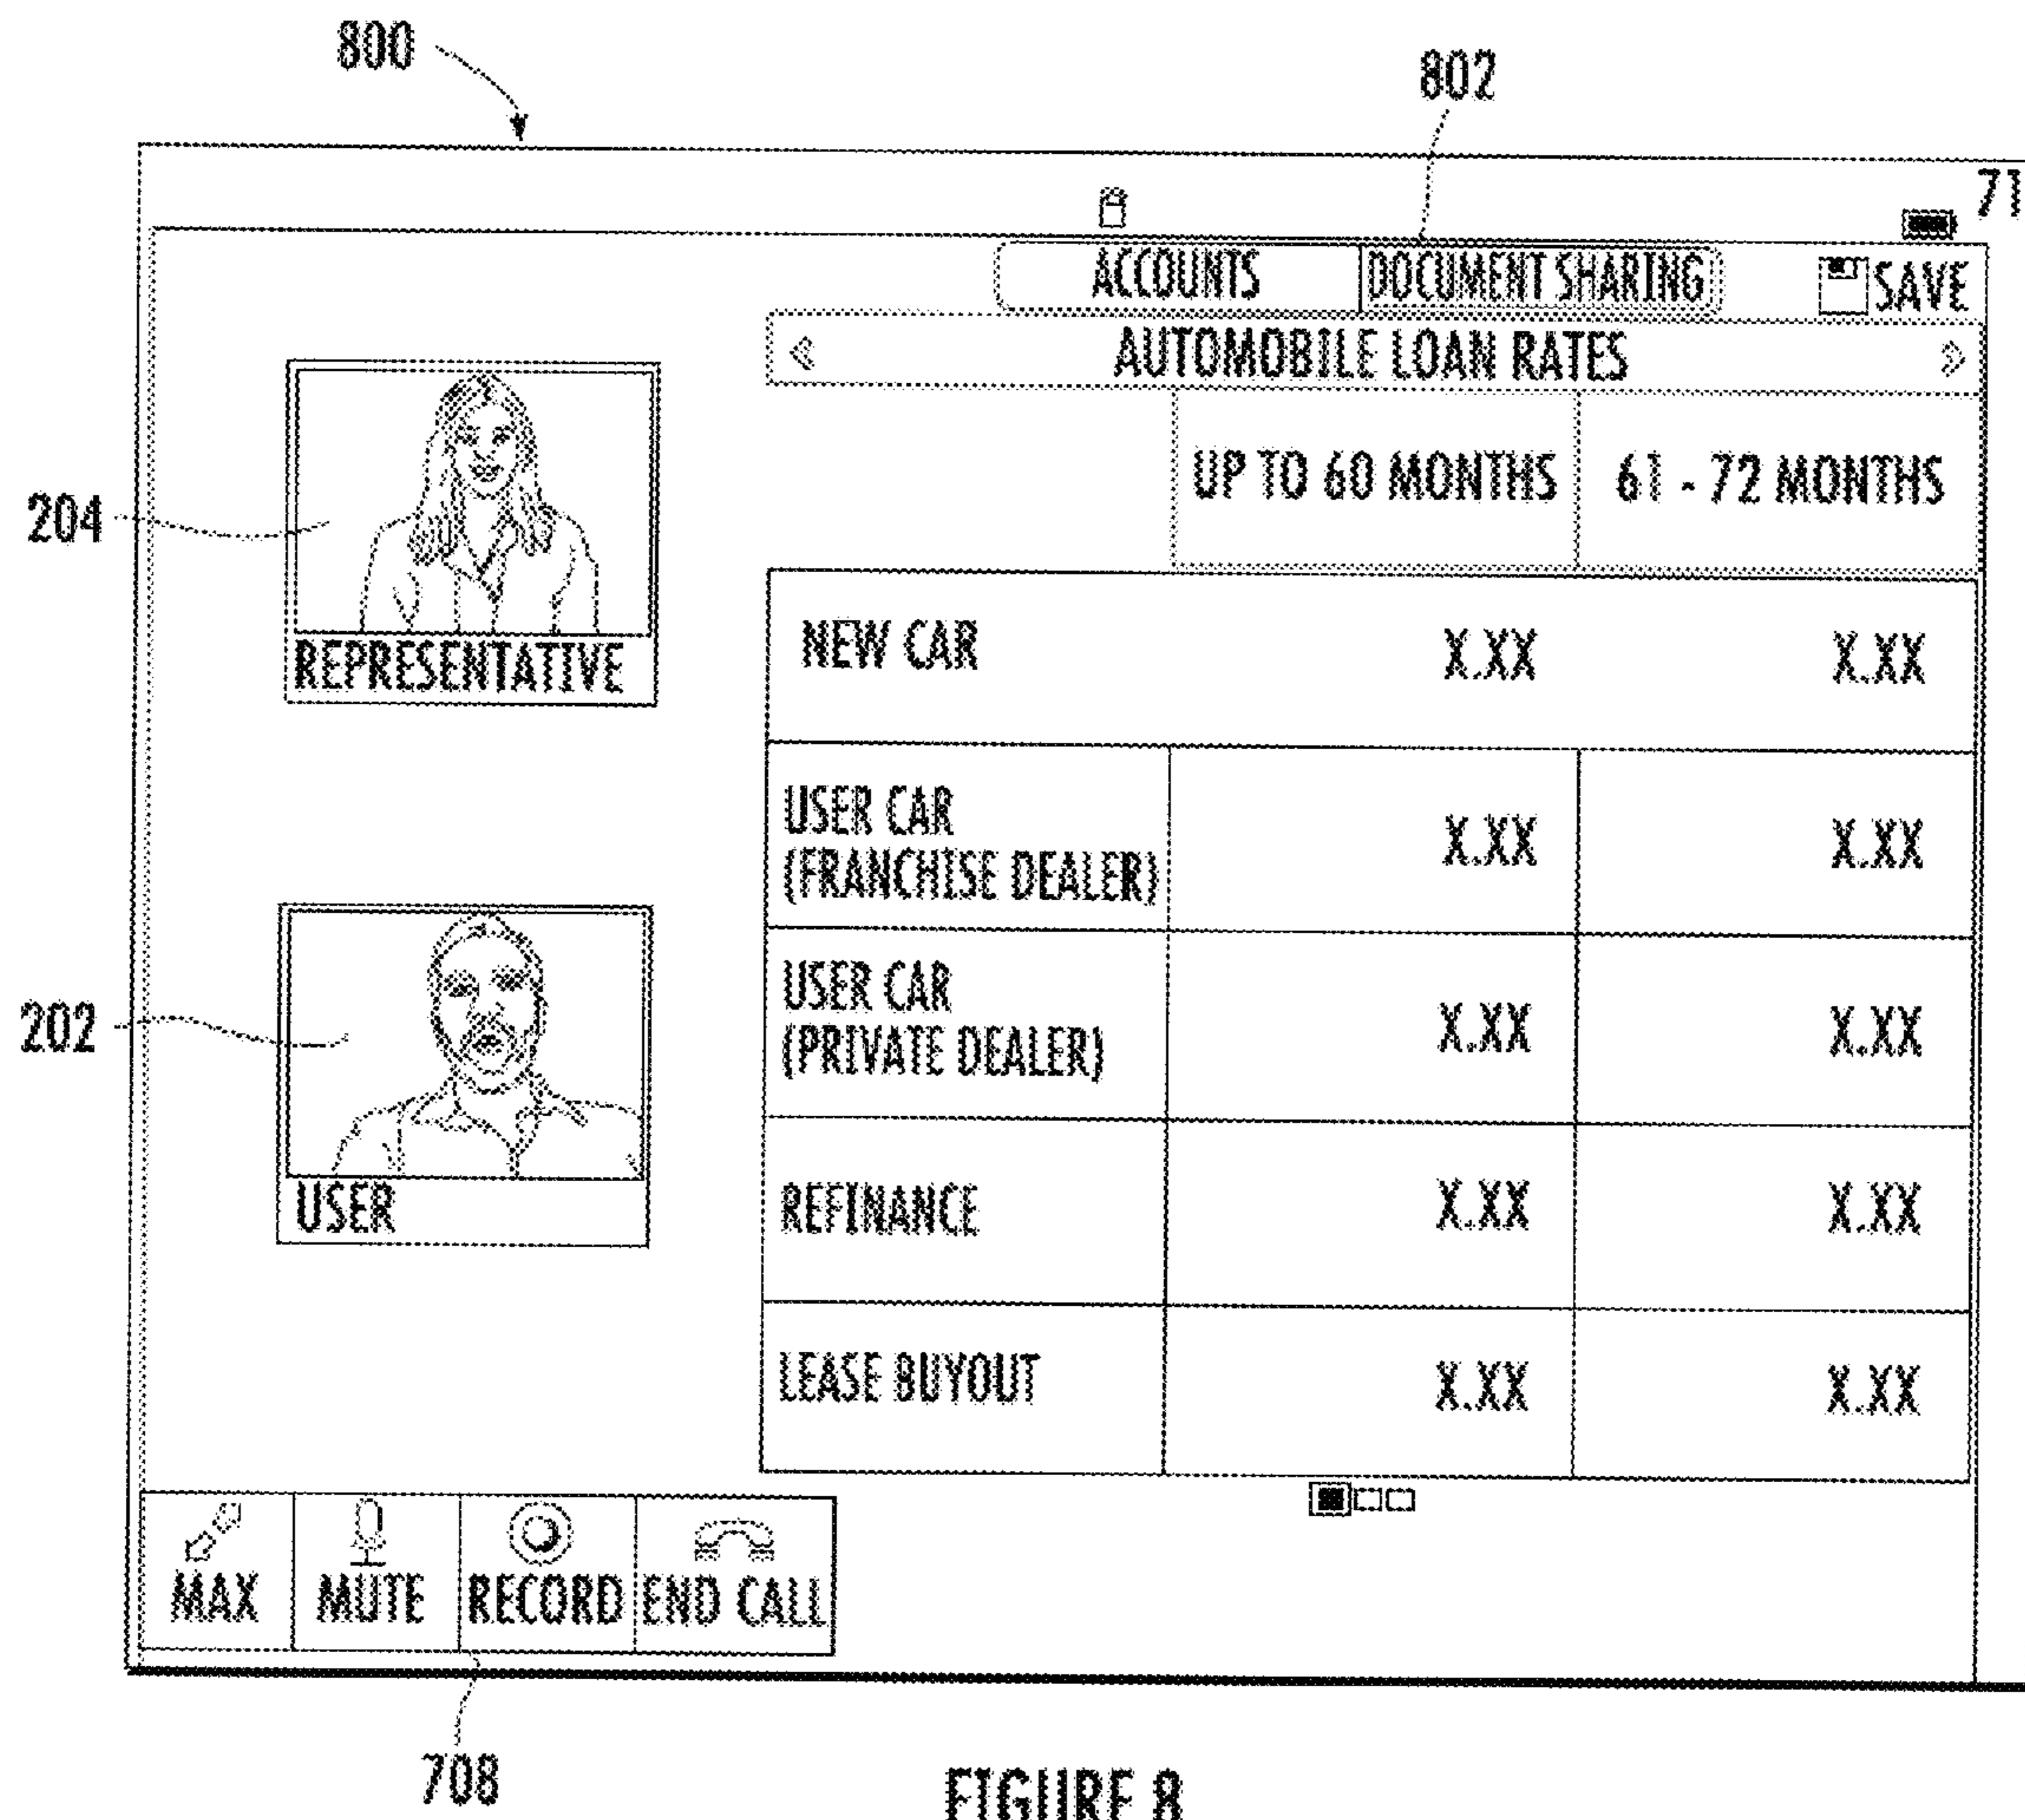 800
802
71
ACCOUNTS DOCUMENT SHARING SAVE
AUTOMOBILE LOAN RATES
UP TO 60 MONTHS 61 - 72 MONTHS
204
REPRESENTATIVE
NEW CAR X.XX X.XX
USER CAR
(FRANCHISE DEALER) X.XX X.XX
202
USER
USER CAR
(PRIVATE DEALER) X.XX X.XX
REFINANCE X.XX X.XX
LEASE BUYOUT X.XX X.XX
MAX MUTE RECORD END CALL
708
FIGURE 8